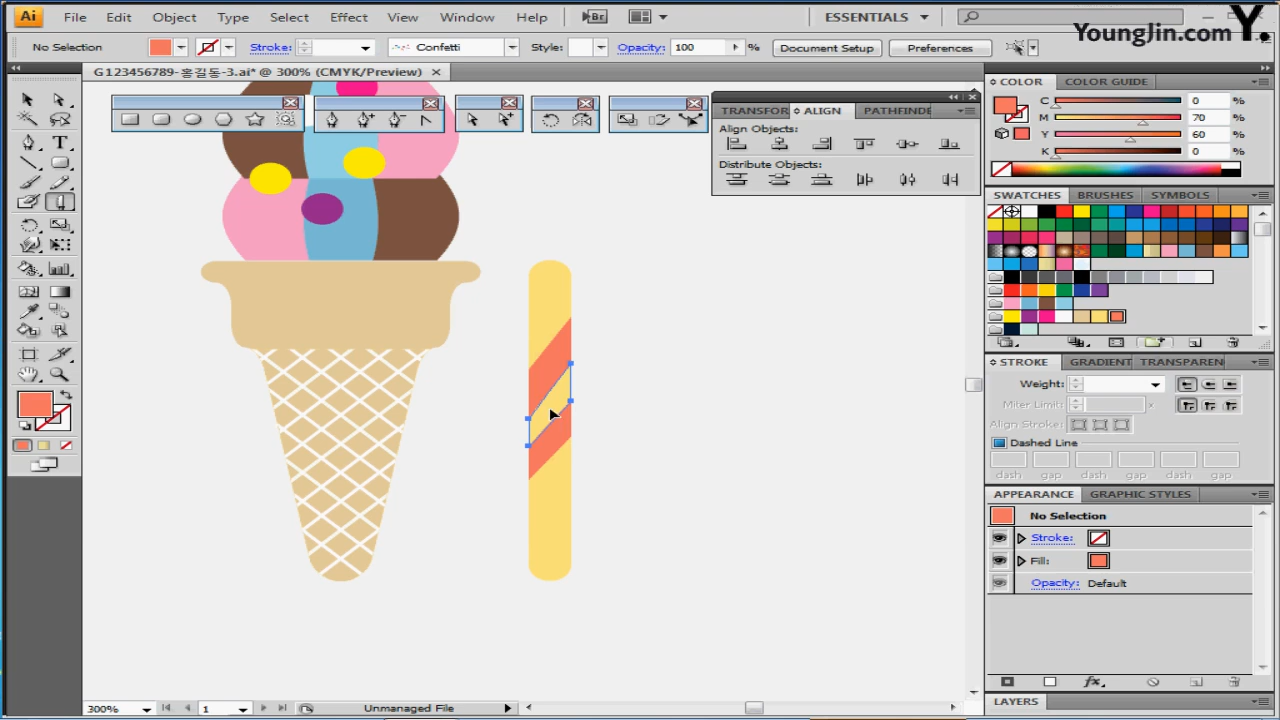 Ai File Edit Object Type Select Effect View Window Help Br ESSENTIALS
YoungJin.com Y.
No Selection Stroke: Confetti Style: Opacity: 100 % Document Setup Preferences
G123456789-홍길동-3.ai* @ 300% (CMYK/Preview)
COLOR COLOR GUIDE
C 0 %
M 70 %
Y 60 %
K 0 %
TRANSFOR ALIGN PATHFINDE
Align Objects:
Distribute Objects:
SWATCHES BRUSHES SYMBOLS
STROKE GRADIENT TRANSPAREN
Weight:
Miter Limit: x
Align Stroke:
Dashed Line
dash gap dash gap dash gap
APPEARANCE GRAPHIC STYLES
No Selection
Stroke:
Fill:
Opacity: Default
fx
LAYERS
300% 1 Unmanaged File